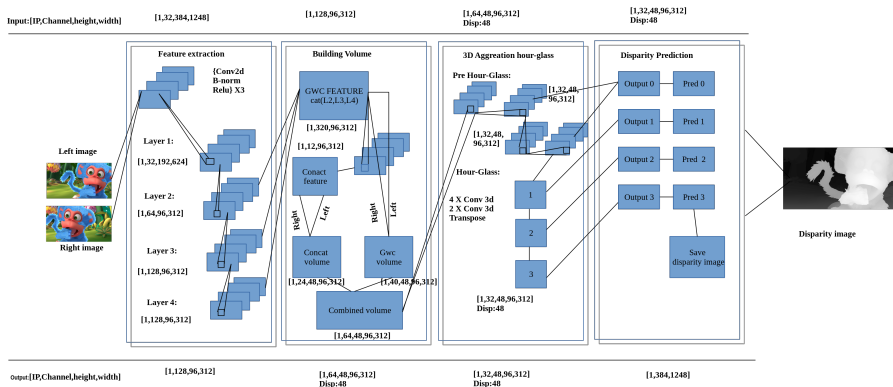 Input:[IP,Channel,height,width]
[1,32,384,1248]
[1,128,96,312]
[1,64,48,96,312]
Disp:48
[1,32,48,96,312]
Disp:48
Feature extraction
Building Volume
3D Aggreation hour-glass
Disparity Prediction
{Conv2d
B-norm
Relu} X3
Layer 1:
[1,32,192,624]
Layer 2:
[1,64,96,312]
Layer 3:
[1,128,96,312]
Layer 4:
[1,128,96,312]
Left image
Right image
GWC FEATURE
cat(L2,L3,L4)
[1,320,96,312]
[1,12,96,312]
Conact
feature
Right
Left
Right
Left
Concat
volume
Gwc
volume
[1,24,48,96,312]
[1,40,48,96,312]
Combined volume
[1,64,48,96,312]
Pre Hour-Glass:
[1,32,48,
96,312]
[1,32,48,
96,312]
Hour-Glass:
4 X Conv 3d
2 X Conv 3d
Transpose
1
2
3
[1,32,48,96,312]
Disp:48
Output 0
Pred 0
Output 1
Pred 1
Output 2
Pred 2
Output 3
Pred 3
Save
disparity image
Disparity image
Output:[IP,Channel,height,width]
[1,128,96,312]
[1,64,48,96,312]
Disp:48
[1,32,48,96,312]
Disp:48
[1,384,1248]